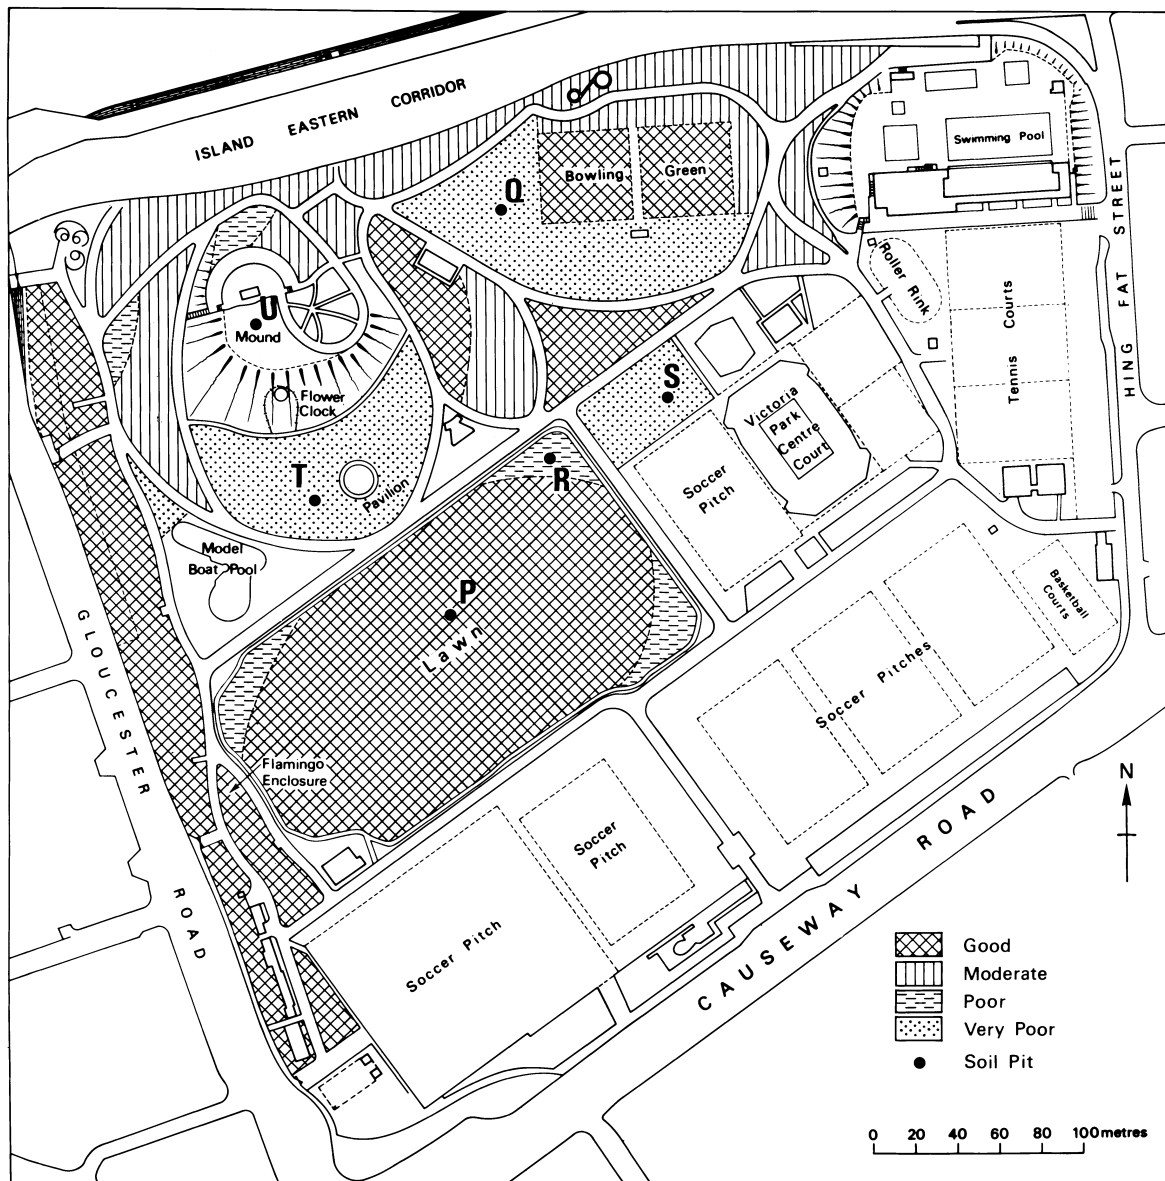 ISLAND EASTERN CORRIDOR
Swimming Pool
Bowling Green
Q
HING FAT STREET
Roller Rink
Tennis Courts
U
Mound
Flower
Clock
S
Victoria
Park
Centre
Court
Soccer
Pitch
T
Pavilion
R
Model
Boat Pool
P
Lawn
Basketball
Courts
Soccer Pitches
GLOUCESTER ROAD
Flamingo
Enclosure
Soccer
Pitch
Soccer Pitch
CAUSEWAY ROAD
N
Good
Moderate
Poor
Very Poor
Soil Pit
0 20 40 60 80 100 metres